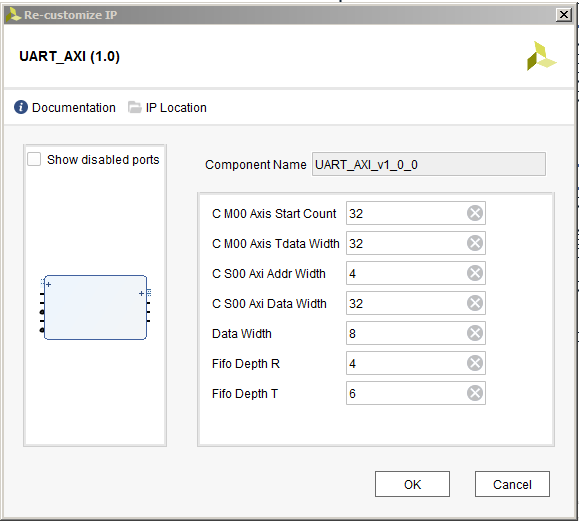 Re-customize IP
UART_AXI (1.0)
Documentation IP Location
Show disabled ports
Component Name UART_AXI_v1_0_0
C M00 Axis Start Count 32
C M00 Axis Tdata Width 32
C S00 Axi Addr Width 4
C S00 Axi Data Width 32
Data Width 8
Fifo Depth R 4
Fifo Depth T 6
OK Cancel